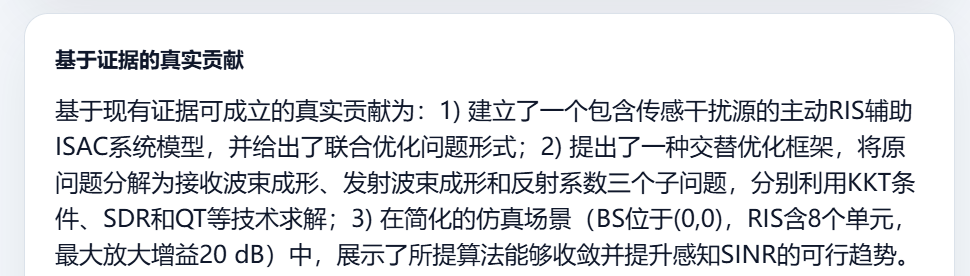 基于证据的真实贡献
基于现有证据可成立的真实贡献为：1) 建立了一个包含传感干扰源的主动RIS辅助
ISAC系统模型，并给出了联合优化问题形式；2) 提出了一种交替优化框架，将原
问题分解为接收波束成形、发射波束成形和反射系数三个子问题，分别利用KKT条
件、SDR和QT等技术求解；3) 在简化的仿真场景（BS位于(0,0)，RIS含8个单元，
最大放大增益20 dB）中，展示了所提算法能够收敛并提升感知SINR的可行趋势。